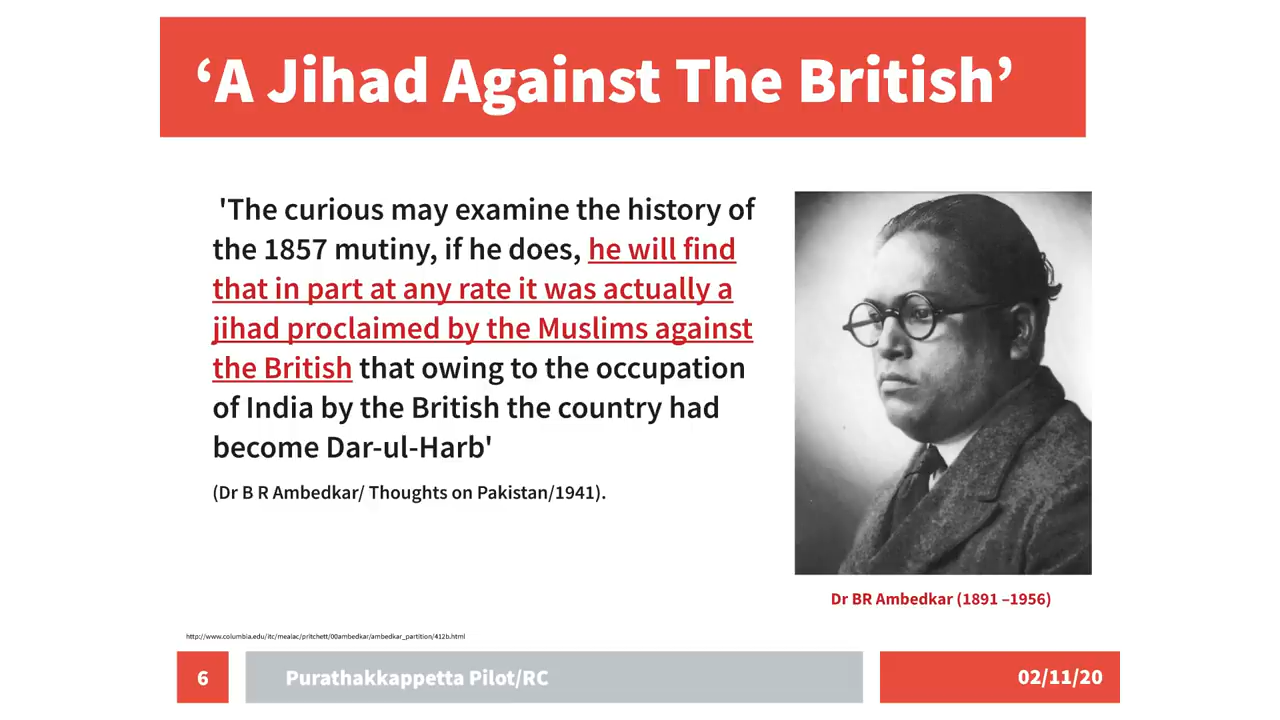 ‘A Jihad Against The British’
'The curious may examine the history of
the 1857 mutiny, if he does, he will find
that in part at any rate it was actually a
jihad proclaimed by the Muslims against
the British that owing to the occupation
of India by the British the country had
become Dar-ul-Harb'
(Dr B R Ambedkar/ Thoughts on Pakistan/1941).
Dr BR Ambedkar (1891 –1956)
http://www.columbia.edu/itc/mealac/pritchett/00ambedkar/ambedkar_partition/412b.html
6
Purathakkappetta Pilot/RC
02/11/20